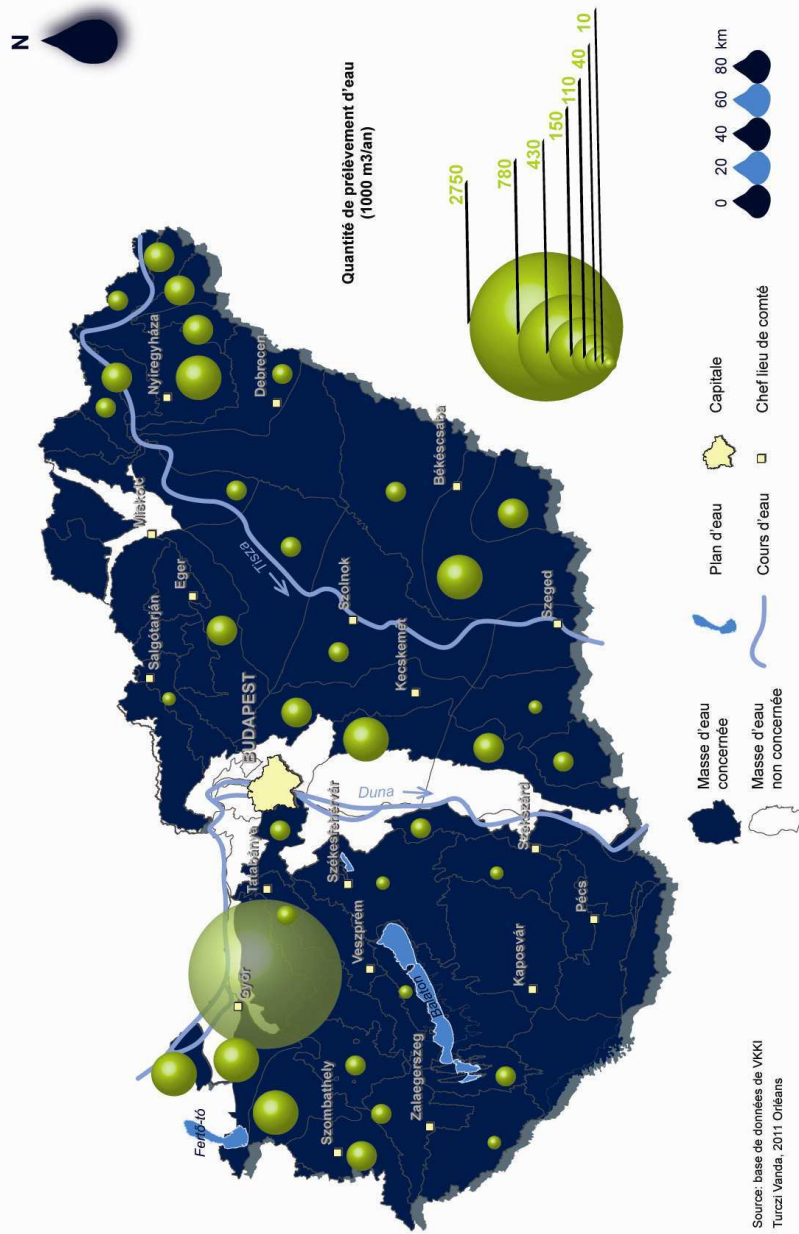 N
Quantité de prélèvement d'eau
(1000 m3/an)
2750
780
430
150
110
40
10
0 20 40 60 80 km
Fertő-tó
Győr
Tatabánya
BUDAPEST
Salgótarján
Eger
Miskolc
Nyíregyháza
Debrecen
Szombathely
Veszprém
Székesfehérvár
Duna
Tisza
Szolnok
Kecskemét
Békéscsaba
Zalaegerszeg
Balaton
Kaposvár
Pécs
Szekszárd
Szeged
Masse d'eau
concernée
Masse d'eau
non concernée
Plan d'eau
Cours d'eau
Capitale
Chef lieu de comté
Source: base de données de VKKI
Turczi Vanda, 2011 Orléans